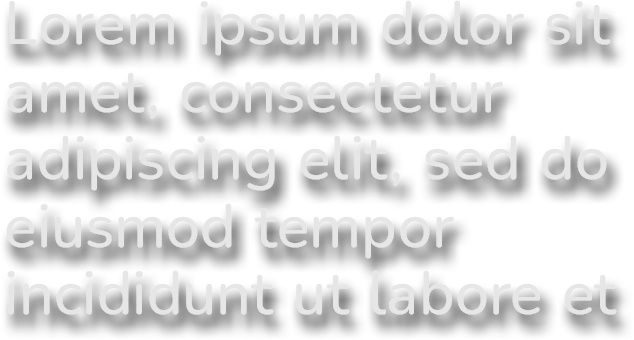 Lorem ipsum dolor sit
amet, consectetur
adipiscing elit, sed do
eiusmod tempor
incididunt ut labore et